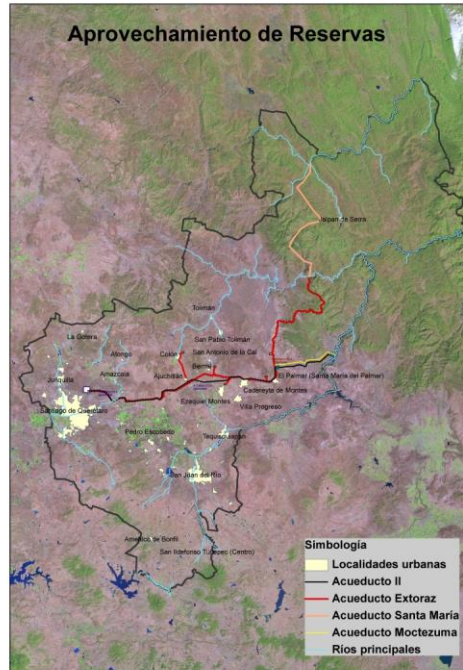 Aprovechamiento de Reservas
Jalpan de Serra
Tolimán
San Pablo Tolimán
La Gotera
Atongo
Colón
San Antonio de la Cal
Bernal
Amazcala
Ajuchitlán
El Palmar (Santa María del Palmar)
Juriquilla
Cadereyta de Montes
Ezequiel Montes
Villa Progreso
Santiago de Querétaro
Pedro Escobedo
Tequisquiapan
San Juan del Río
Amealco de Bonfil
San Ildefonso Tultepec (Centro)
Simbología
Localidades urbanas
Acueducto II
Acueducto Extoraz
Acueducto Santa María
Acueducto Moctezuma
Ríos principales